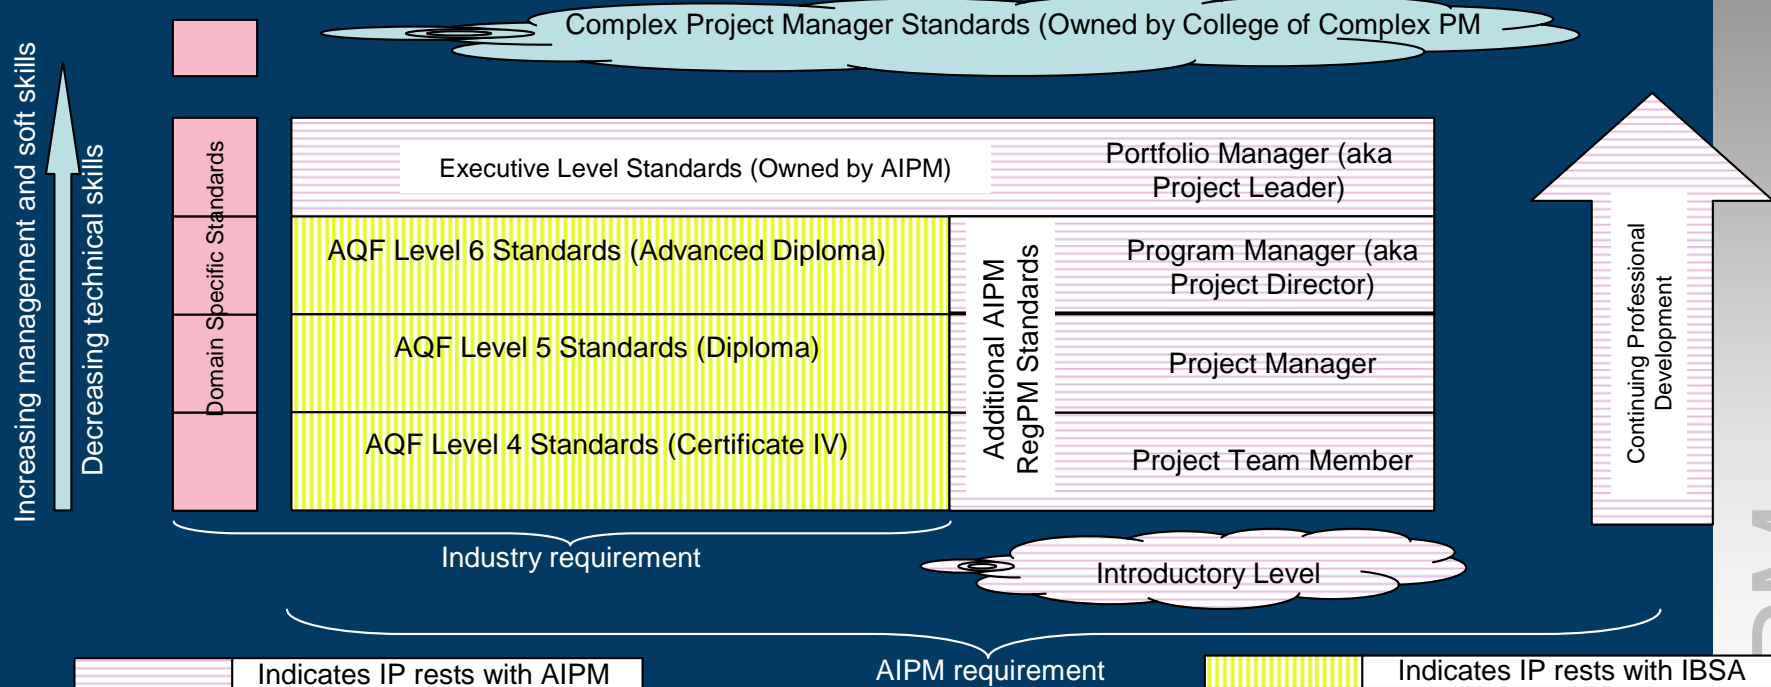 Complex Project Manager Standards (Owned by College of Complex PM
Increasing management and soft skills
Decreasing technical skills
Domain Specific Standards
Executive Level Standards (Owned by AIPM)
Portfolio Manager (aka
Project Leader)
AQF Level 6 Standards (Advanced Diploma)
Program Manager (aka
Project Director)
AQF Level 5 Standards (Diploma)
Project Manager
AQF Level 4 Standards (Certificate IV)
Project Team Member
Additional AIPM
RegPM Standards
Continuing Professional
Development
Industry requirement
Introductory Level
AIPM requirement
Indicates IP rests with AIPM
Indicates IP rests with IBSA